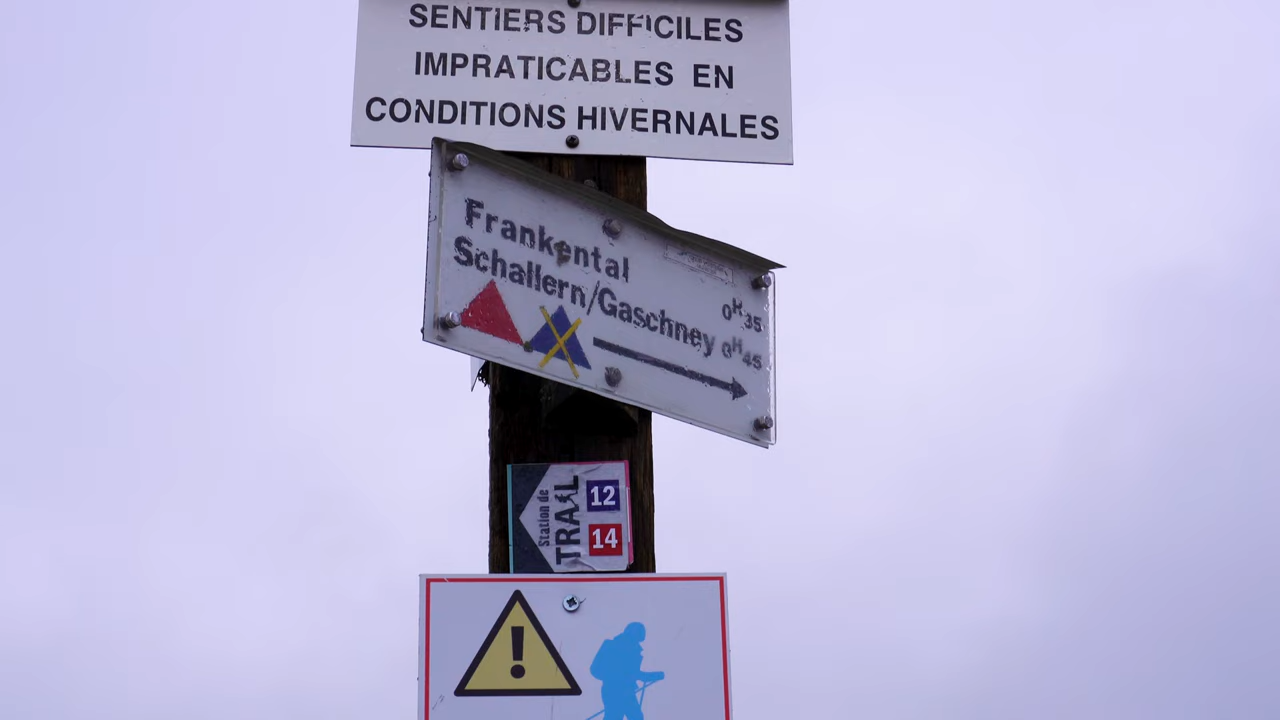 SENTIERS DIFFICILES
IMPRATICABLES EN
CONDITIONS HIVERNALES
Frankental 0H35
Schallern/Gaschney 0H45
Station de
TRAIL
12
14
!